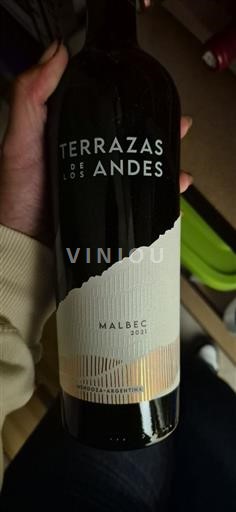 TERRAZAS
DE LOS ANDES
VINIOU
MALBEC
2021
MENDOZA • ARGENTINA